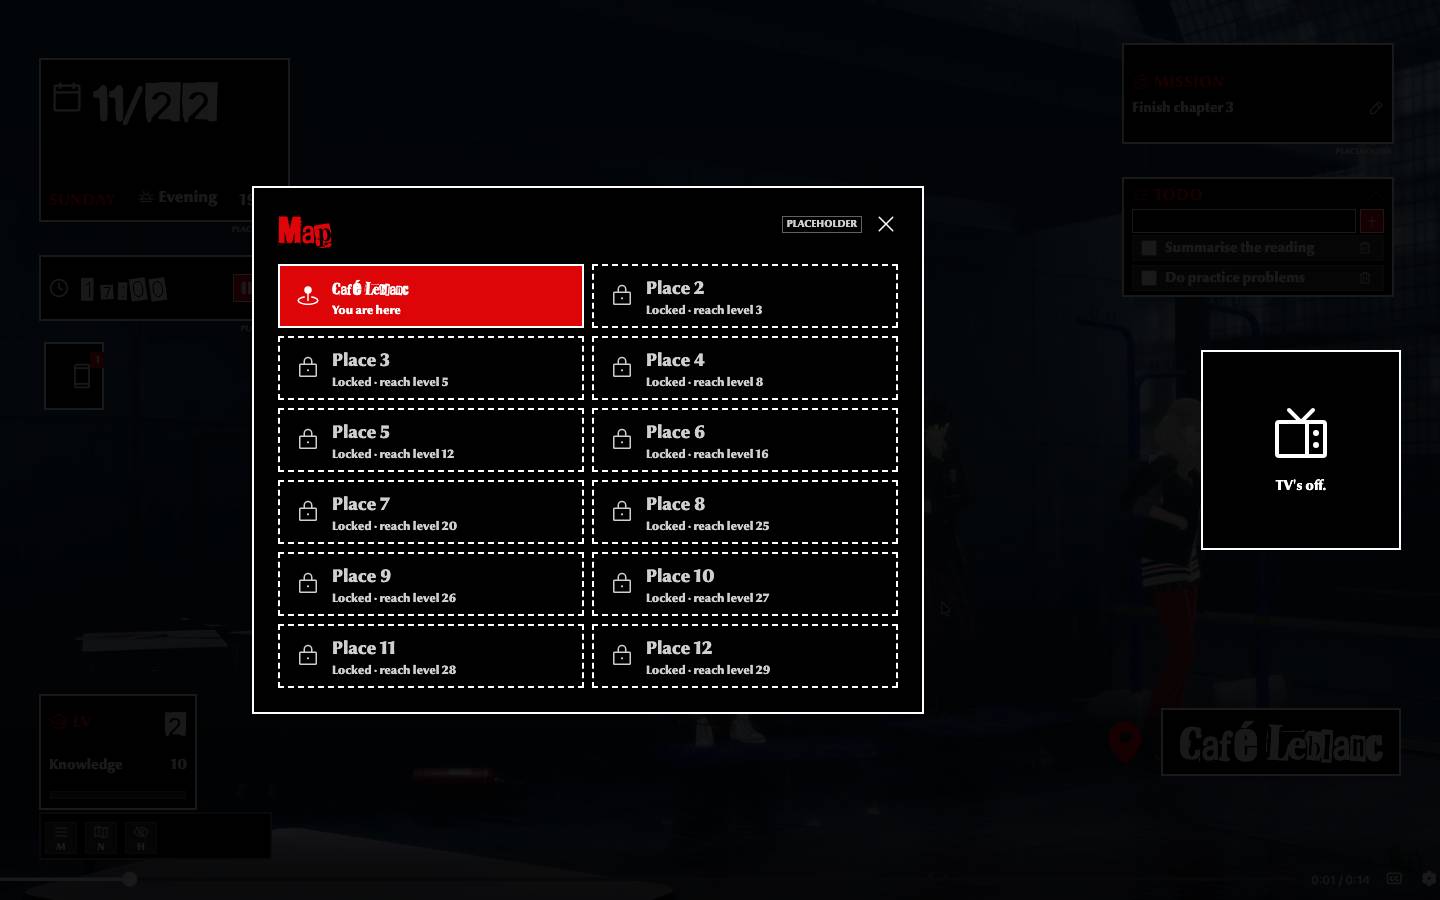 11/22
SUNDAY
Evening
MISSION
Finish chapter 3
PLACEHOLDER
TODO
Summarise the reading
Do practice problems
Map
PLACEHOLDER
Café Leblanc
You are here
Place 2
Locked · reach level 3
Place 3
Locked · reach level 5
Place 4
Locked · reach level 8
Place 5
Locked · reach level 12
Place 6
Locked · reach level 16
Place 7
Locked · reach level 20
Place 8
Locked · reach level 25
Place 9
Locked · reach level 26
Place 10
Locked · reach level 27
Place 11
Locked · reach level 28
Place 12
Locked · reach level 29
17:00
1
TV's off.
LV 2
Knowledge 10
Café Leblanc
M N H
0:01 / 0:14